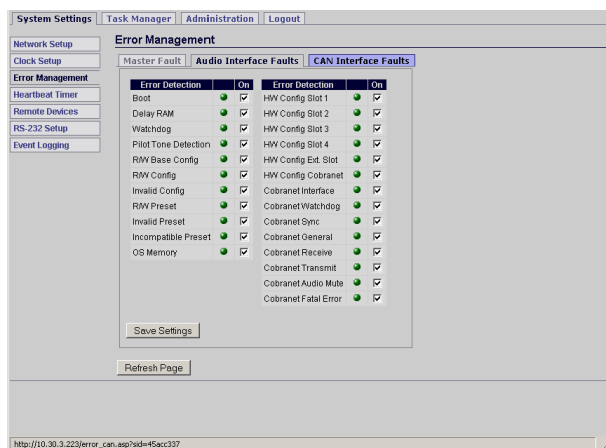 System Settings Task Manager Administration Logout
Error Management
Network Setup
Clock Setup
Error Management
Heartbeat Timer
Remote Devices
RS-232 Setup
Event Logging
Master Fault Audio Interface Faults CAN Interface Faults
Error Detection On Error Detection On
Boot HW Config Slot 1
Delay RAM HW Config Slot 2
Watchdog HW Config Slot 3
Pilot Tone Detection HW Config Slot 4
R/W Base Config HW Config Ext. Slot
R/W Config HW Config Cobranet
Invalid Config Cobranet Interface
R/W Preset Cobranet Watchdog
Invalid Preset Cobranet Sync
Incompatible Preset Cobranet General
OS Memory Cobranet Receive
Cobranet Transmit
Cobranet Audio Mute
Cobranet Fatal Error
Save Settings
Refresh Page
http://10.30.3.223/error_can.asp?sid=45acc337